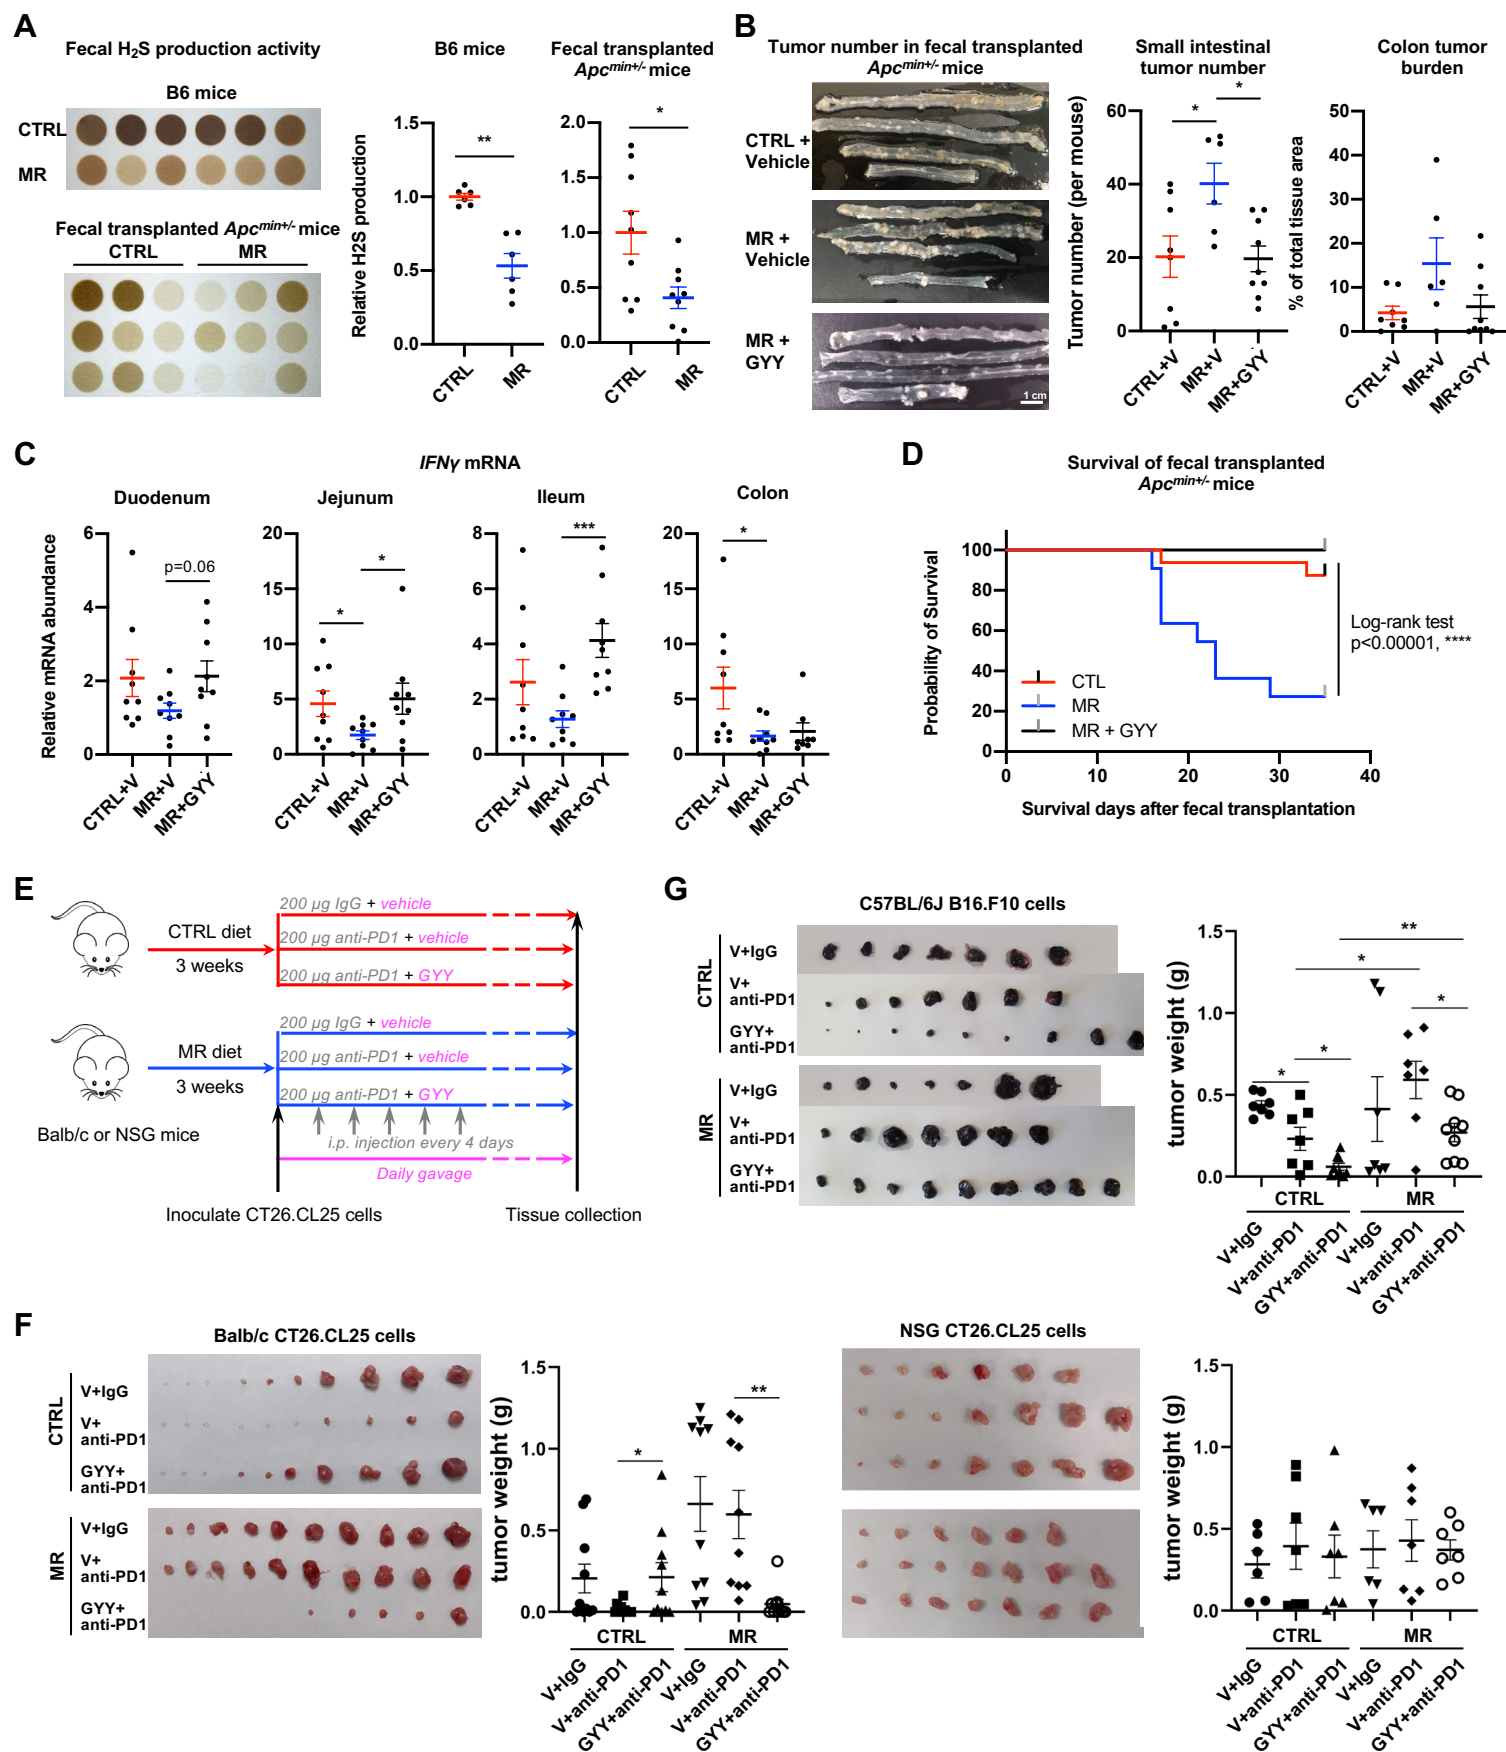 A
Fecal H2S production activity
B6 mice
CTRL
MR
Fecal transplanted Apcmin+/- mice
CTRL MR
B6 mice
Relative H2S production
1.5
1.0
0.5
0.0
**
CTRL
MR
Fecal transplanted
Apcmin+/- mice
2.0
1.5
1.0
0.5
0.0
*
CTRL
MR
B
Tumor number in fecal transplanted
Apcmin+/- mice
CTRL +
Vehicle
MR +
Vehicle
MR +
GYY
1 cm
Small intestinal
tumor number
Tumor number (per mouse)
60
40
20
0
*
*
CTRL+V
MR+V
MR+GYY
Colon tumor
burden
% of total tissue area
50
40
30
20
10
0
CTRL+V
MR+V
MR+GYY
C
IFNγ mRNA
Relative mRNA abundance
Duodenum
6
4
2
0
p=0.06
CTRL+V
MR+V
MR+GYY
Jejunum
20
15
10
5
0
*
*
CTRL+V
MR+V
MR+GYY
Ileum
8
6
4
2
0
***
CTRL+V
MR+V
MR+GYY
Colon
20
15
10
5
0
*
CTRL+V
MR+V
MR+GYY
D
Survival of fecal transplanted
Apcmin+/- mice
Probability of Survival
100
80
60
40
20
0
CTL
MR
MR + GYY
Log-rank test
p<0.00001, ****
0 10 20 30 40
Survival days after fecal transplantation
E
CTRL diet
3 weeks
200 µg IgG + vehicle
200 µg anti-PD1 + vehicle
200 µg anti-PD1 + GYY
MR diet
3 weeks
200 µg IgG + vehicle
200 µg anti-PD1 + vehicle
200 µg anti-PD1 + GYY
Balb/c or NSG mice
i.p. injection every 4 days
Daily gavage
Inoculate CT26.CL25 cells
Tissue collection
G
C57BL/6J B16.F10 cells
CTRL
V+IgG
V+
anti-PD1
GYY+
anti-PD1
MR
V+IgG
V+
anti-PD1
GYY+
anti-PD1
tumor weight (g)
1.5
1.0
0.5
0.0
**
*
*
*
*
CTRL
MR
V+IgG
V+anti-PD1
GYY+anti-PD1
V+IgG
V+anti-PD1
GYY+anti-PD1
F
Balb/c CT26.CL25 cells
CTRL
V+IgG
V+
anti-PD1
GYY+
anti-PD1
MR
V+IgG
V+
anti-PD1
GYY+
anti-PD1
tumor weight (g)
1.5
1.0
0.5
0.0
*
**
CTRL
MR
V+IgG
V+anti-PD1
GYY+anti-PD1
V+IgG
V+anti-PD1
GYY+anti-PD1
NSG CT26.CL25 cells
tumor weight (g)
1.5
1.0
0.5
0.0
CTRL
MR
V+IgG
V+anti-PD1
GYY+anti-PD1
V+IgG
V+anti-PD1
GYY+anti-PD1